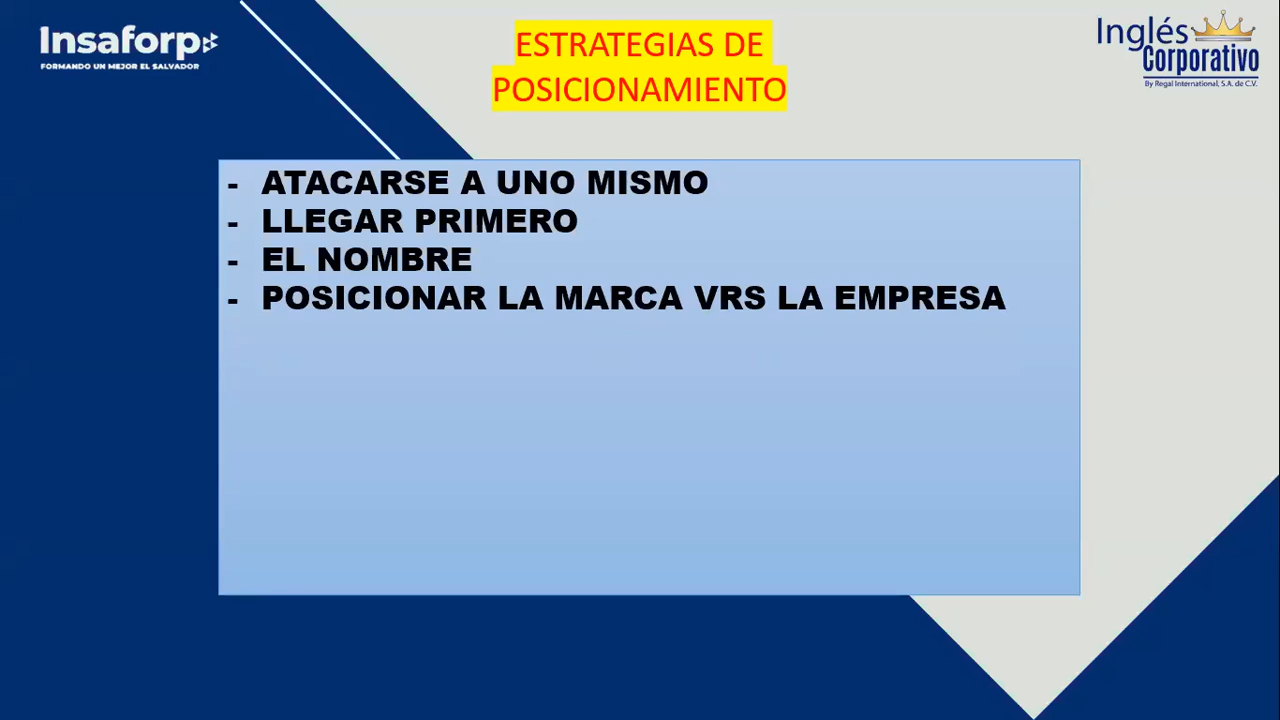 Insaforp
FORMANDO UN MEJOR EL SALVADOR
ESTRATEGIAS DE
POSICIONAMIENTO
Inglés
Corporativo
By Regal International, S.A. de C.V.
- ATACARSE A UNO MISMO
- LLEGAR PRIMERO
- EL NOMBRE
- POSICIONAR LA MARCA VRS LA EMPRESA